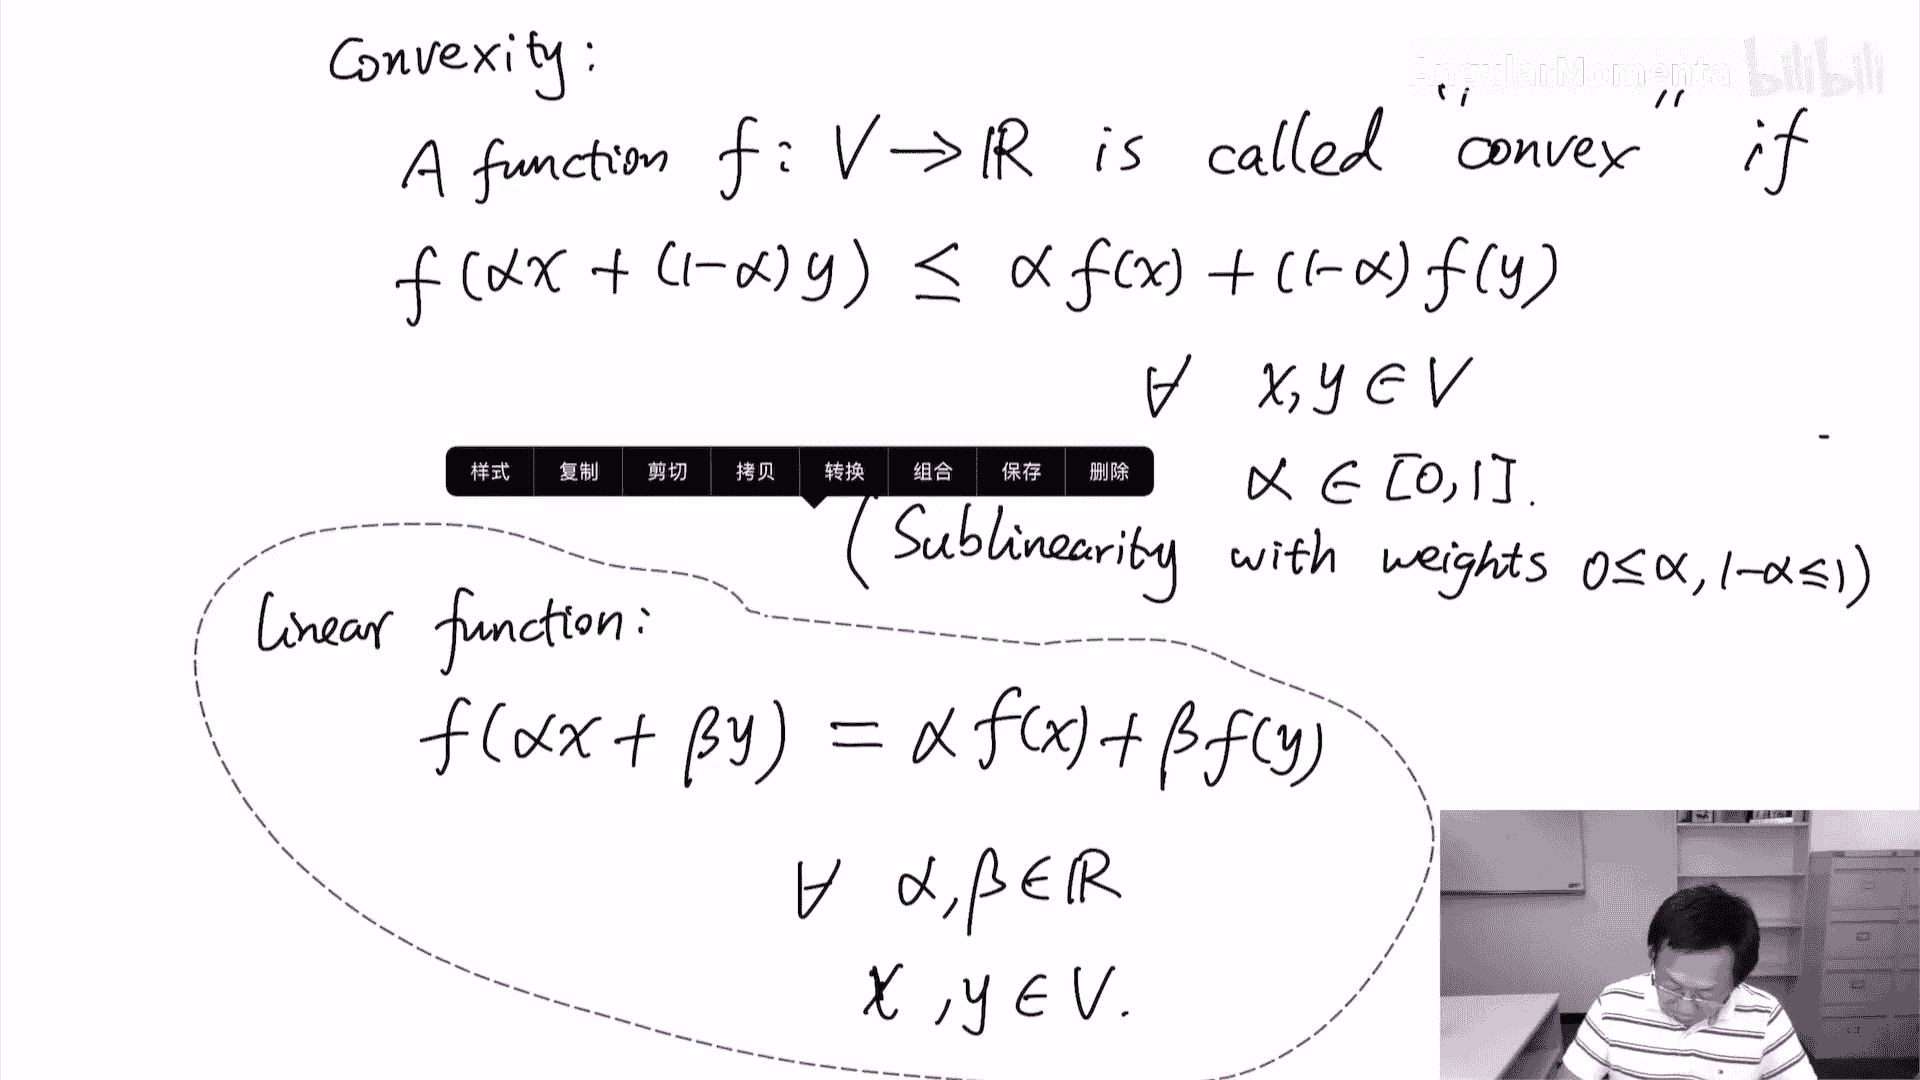 AngularMomenta bilibili
Convexity:
A function f: V → ℝ is called "convex" if
f(αx + (1-α)y) ≤ αf(x) + (1-α)f(y)
∀ x, y ∈ V
α ∈ [0,1].
样式 复制 剪切 拷贝 转换 组合 保存 删除
(Sublinearity with weights 0≤α, 1-α≤1)
Linear function:
f(αx + βy) = αf(x) + βf(y)
∀ α, β ∈ ℝ
x, y ∈ V.